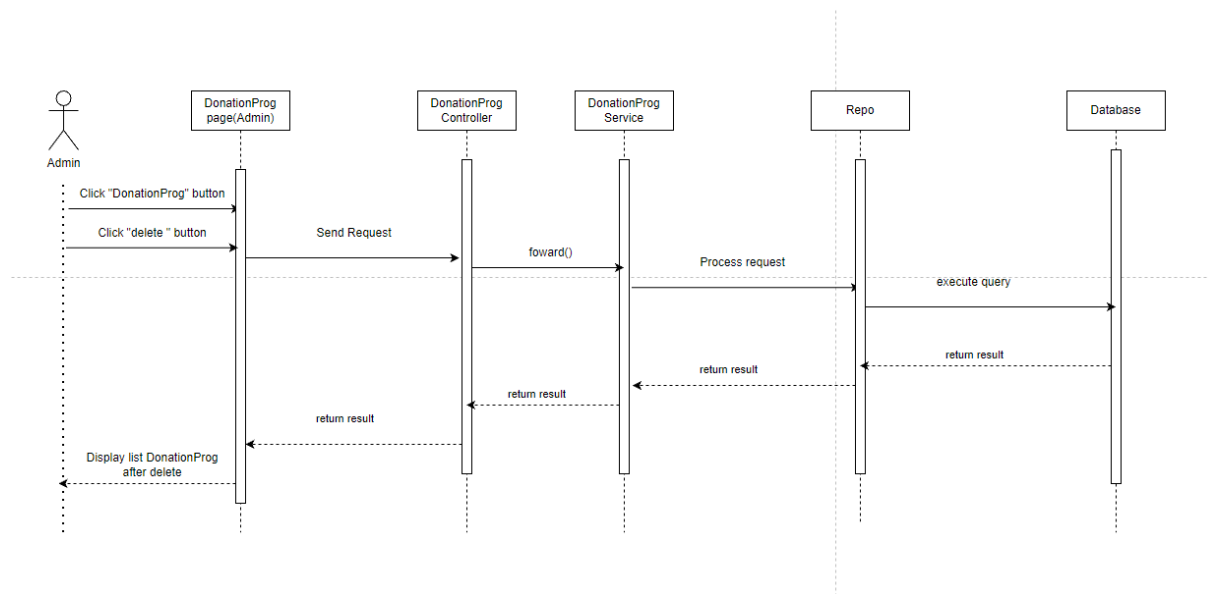 DonationProg
page(Admin)
DonationProg
Controller
DonationProg
Service
Repo
Database
Admin
Click "DonationProg" button
Click "delete " button
Send Request
foward()
Process request
execute query
return result
return result
return result
return result
Display list DonationProg
after delete